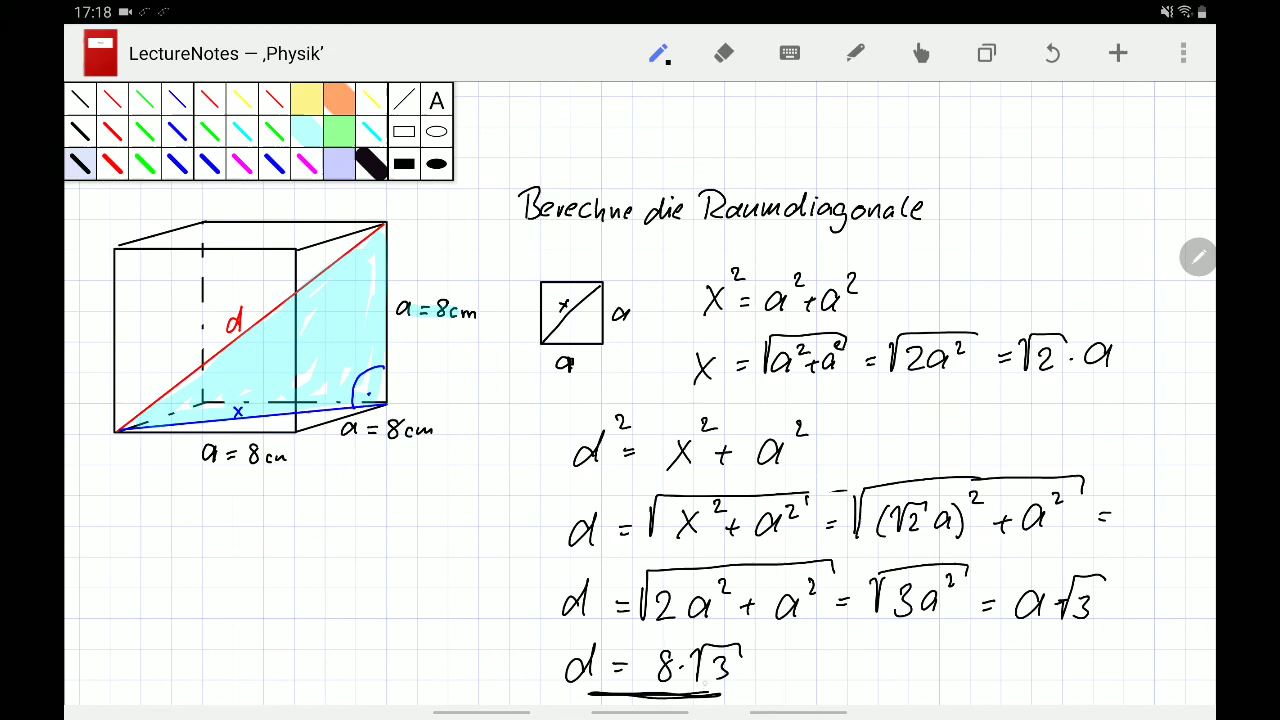 17:18
LectureNotes — ‚Physik‘
A
Berechne die Raumdiagonale
d
a = 8cm
x
a = 8cm
a = 8cm
x
a
a
x² = a² + a²
x = √(a² + a²) = √(2a²) = √2 · a
d² = x² + a²
d = √(x² + a²) = √((√2 a)² + a²) =
d = √(2a² + a²) = √(3a²) = a · √3
d = 8 · √3